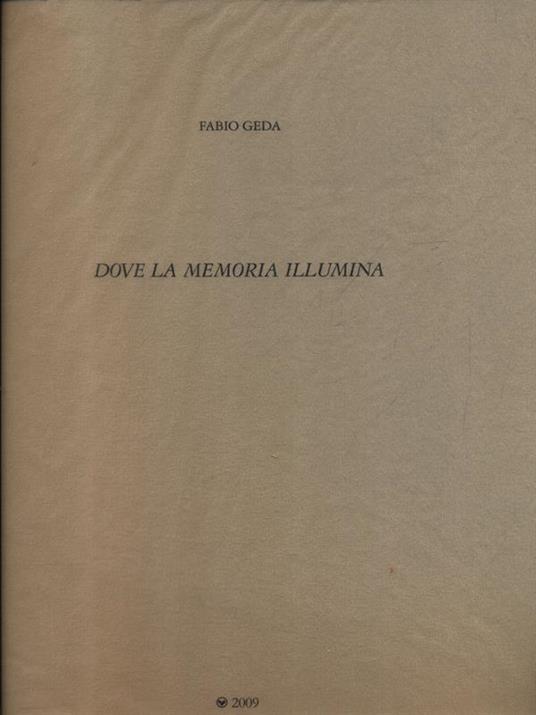 FABIO GEDA
DOVE LA MEMORIA ILLUMINA
2009